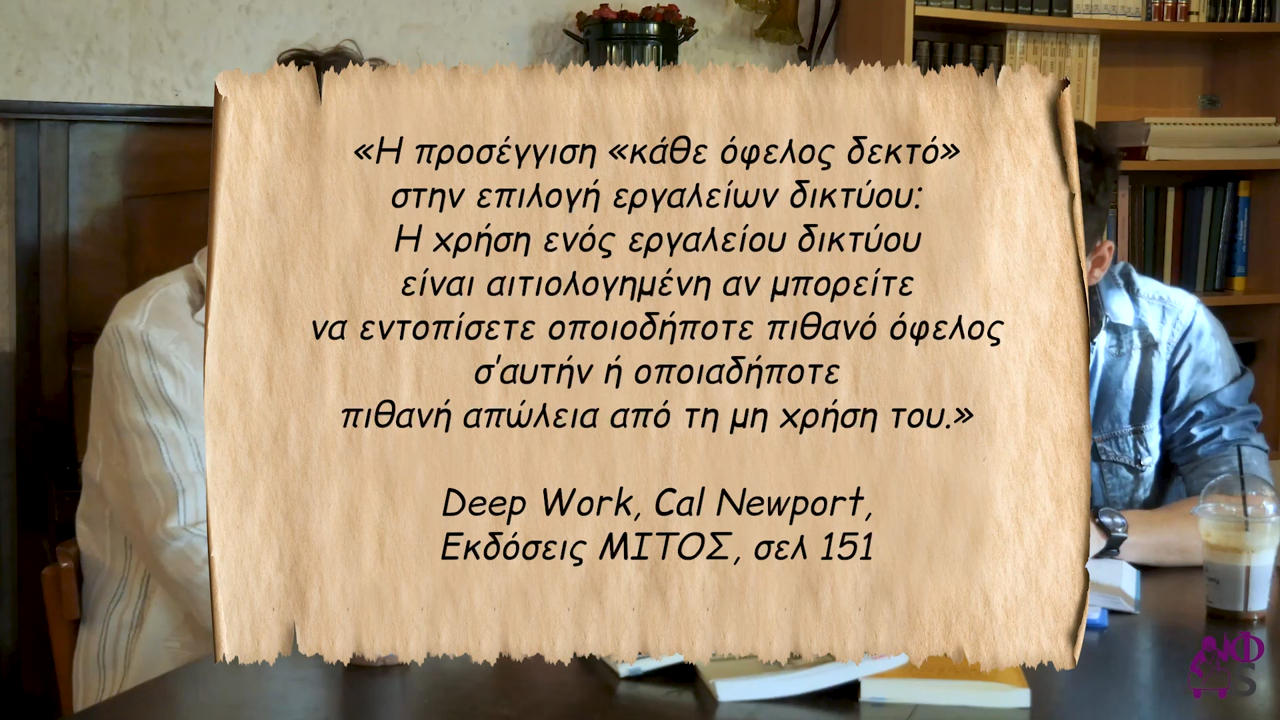 «Η προσέγγιση «κάθε όφελος δεκτό»
στην επιλογή εργαλείων δικτύου:
Η χρήση ενός εργαλείου δικτύου
είναι αιτιολογημένη αν μπορείτε
να εντοπίσετε οποιοδήποτε πιθανό όφελος
σ'αυτήν ή οποιαδήποτε
πιθανή απώλεια από τη μη χρήση του.»
Deep Work, Cal Newport,
Εκδόσεις ΜΙΤΟΣ, σελ 151